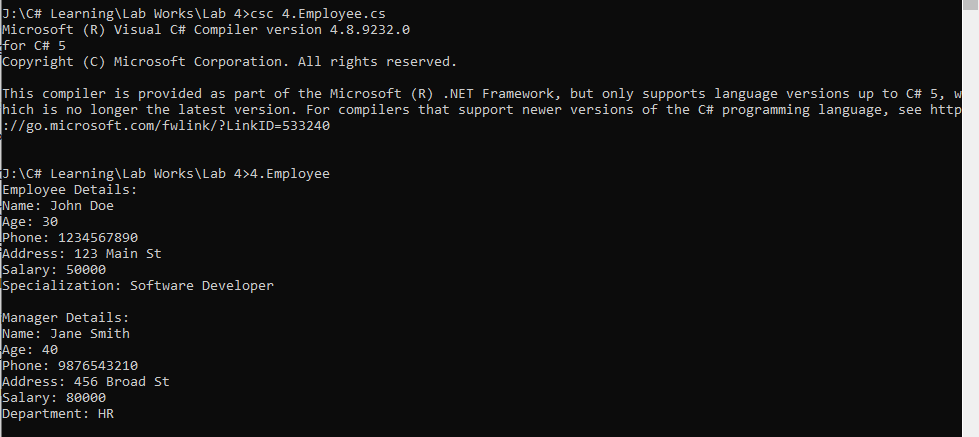 J:\C# Learning\Lab Works\Lab 4>csc 4.Employee.cs
Microsoft (R) Visual C# Compiler version 4.8.9232.0
for C# 5
Copyright (C) Microsoft Corporation. All rights reserved.
This compiler is provided as part of the Microsoft (R) .NET Framework, but only supports language versions up to C# 5, w
hich is no longer the latest version. For compilers that support newer versions of the C# programming language, see http
://go.microsoft.com/fwlink/?LinkID=533240
J:\C# Learning\Lab Works\Lab 4>4.Employee
Employee Details:
Name: John Doe
Age: 30
Phone: 1234567890
Address: 123 Main St
Salary: 50000
Specialization: Software Developer
Manager Details:
Name: Jane Smith
Age: 40
Phone: 9876543210
Address: 456 Broad St
Salary: 80000
Department: HR